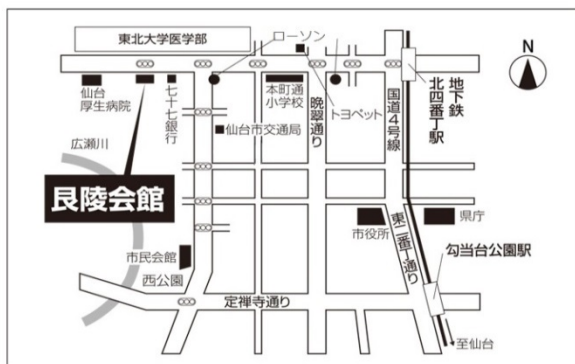 東北大学医学部
ローソン
N
仙台
厚生病院
七十七銀行
本町通
小学校
晩翠通り
トヨペット
国道4号線
地下鉄
北四番丁駅
仙台市交通局
広瀬川
艮陵会館
市役所
県庁
東二番丁通り
市民会館
西公園
勾当台公園駅
定禅寺通り
至仙台